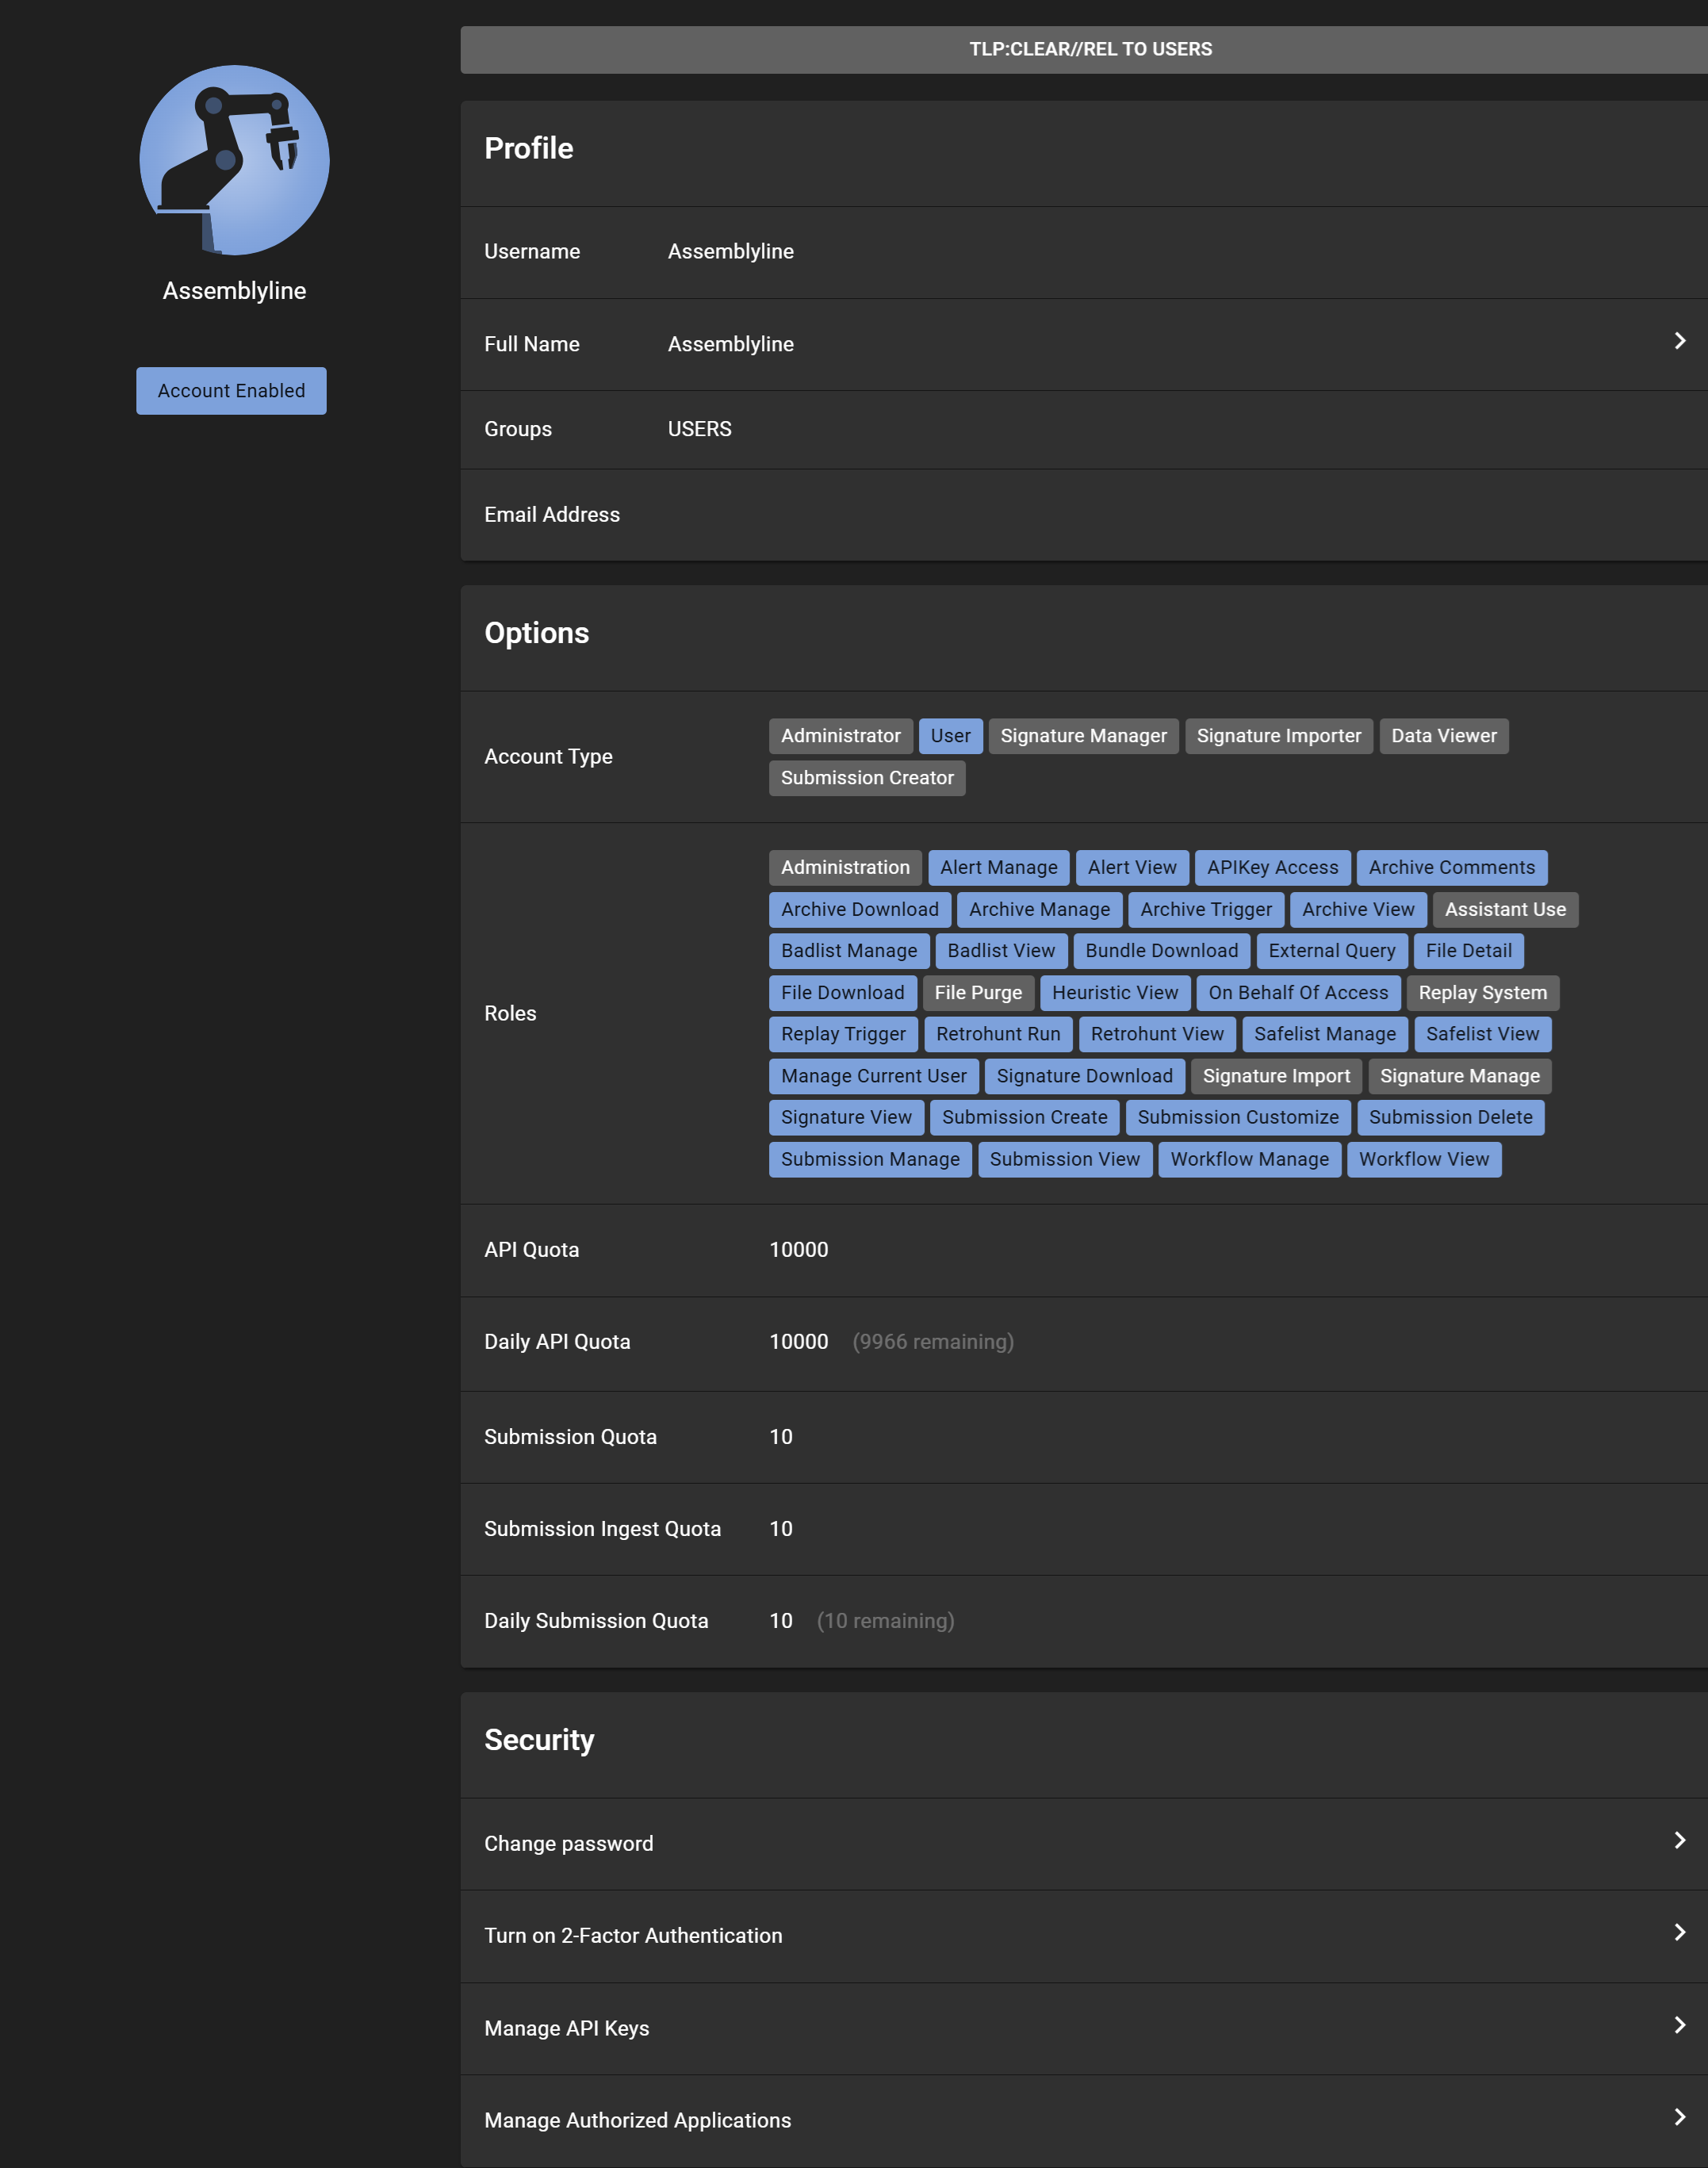 TLP:CLEAR//REL TO USERS
Assemblyline
Account Enabled
Profile
Username Assemblyline
Full Name Assemblyline
Groups USERS
Email Address
Options
Account Type
Administrator User Signature Manager Signature Importer Data Viewer
Submission Creator
Roles
Administration Alert Manage Alert View APIKey Access Archive Comments
Archive Download Archive Manage Archive Trigger Archive View Assistant Use
Badlist Manage Badlist View Bundle Download External Query File Detail
File Download File Purge Heuristic View On Behalf Of Access Replay System
Replay Trigger Retrohunt Run Retrohunt View Safelist Manage Safelist View
Manage Current User Signature Download Signature Import Signature Manage
Signature View Submission Create Submission Customize Submission Delete
Submission Manage Submission View Workflow Manage Workflow View
API Quota 10000
Daily API Quota 10000 (9966 remaining)
Submission Quota 10
Submission Ingest Quota 10
Daily Submission Quota 10 (10 remaining)
Security
Change password
Turn on 2-Factor Authentication
Manage API Keys
Manage Authorized Applications